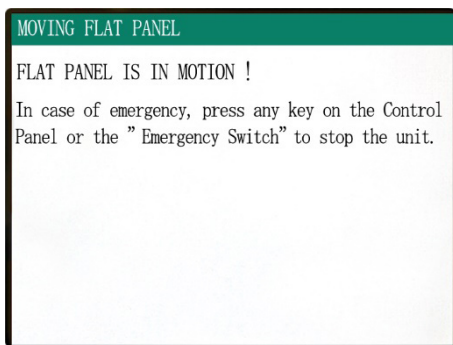 MOVING FLAT PANEL
FLAT PANEL IS IN MOTION !
In case of emergency, press any key on the Control
Panel or the ” Emergency Switch” to stop the unit.